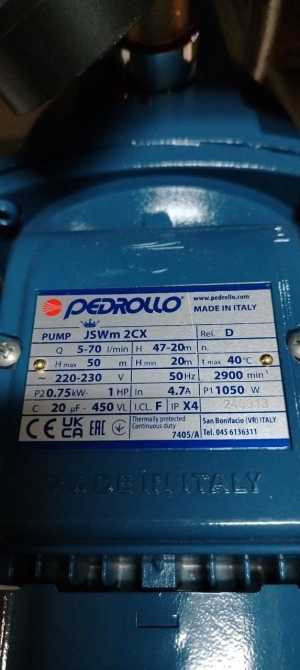 PEDROLLO
www.pedrollo.com
MADE IN ITALY
PUMP JSWm 2CX Rel. D
Q 5-70 l/min H 47-20m n.
H max 50 m H min 20m t. max 40°C
~ 220-230 V 50Hz 2900 min⁻¹
P2 0.75kW- 1 HP In 4.7A P1 1050 W
C 20 µF - 450 VL I.CL. F IP X4
CE UKCA EAC
Thermally protected
Continuous duty
7405/A
San Bonifacio (VR) ITALY
Tel. 045 6136311
MADE IN ITALY